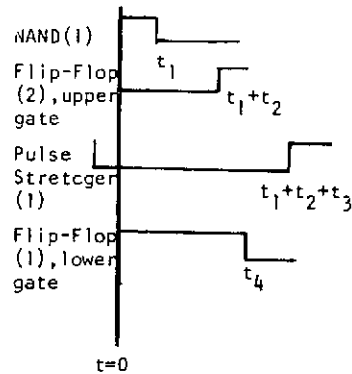 NAND(1)
t1
Flip-Flop
(2),upper
gate
t1+t2
Pulse
Stretcger
(1)
t1+t2+t3
Flip-Flop
(1),lower
gate
t4
t=0